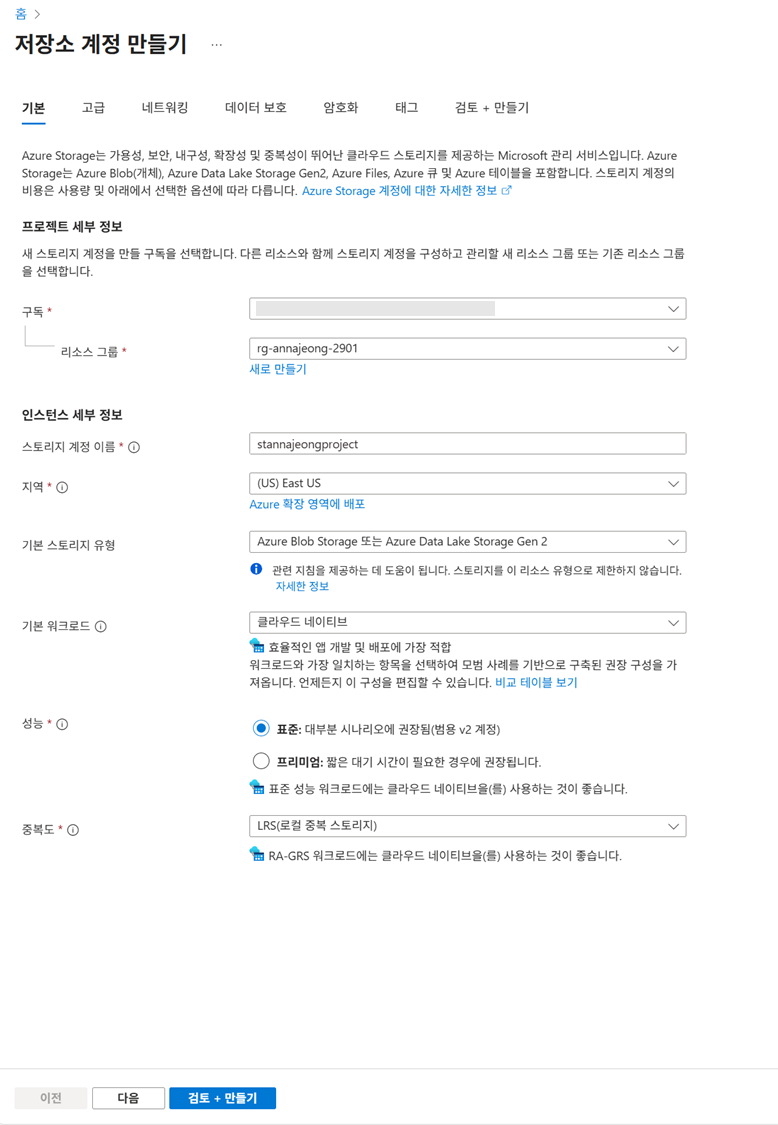 홈
저장소 계정 만들기 ...
기본 고급 네트워킹 데이터 보호 암호화 태그 검토 + 만들기
Azure Storage는 가용성, 보안, 내구성, 확장성 및 중복성이 뛰어난 클라우드 스토리지를 제공하는 Microsoft 관리 서비스입니다. Azure
Storage는 Azure Blob(개체), Azure Data Lake Storage Gen2, Azure Files, Azure 큐 및 Azure 테이블을 포함합니다. 스토리지 계정의
비용은 사용량 및 아래에서 선택한 옵션에 따라 다릅니다. Azure Storage 계정에 대한 자세한 정보
프로젝트 세부 정보
새 스토리지 계정을 만들 구독을 선택합니다. 다른 리소스와 함께 스토리지 계정을 구성하고 관리할 새 리소스 그룹 또는 기존 리소스 그룹
을 선택합니다.
구독 *
리소스 그룹 * rg-annajeong-2901
새로 만들기
인스턴스 세부 정보
스토리지 계정 이름 * stannajeongproject
지역 * (US) East US
Azure 확장 영역에 배포
기본 스토리지 유형 Azure Blob Storage 또는 Azure Data Lake Storage Gen 2
관련 지침을 제공하는 데 도움이 됩니다. 스토리지를 이 리소스 유형으로 제한하지 않습니다.
자세한 정보
기본 워크로드 클라우드 네이티브
효율적인 앱 개발 및 배포에 가장 적합
워크로드와 가장 일치하는 항목을 선택하여 모범 사례를 기반으로 구축된 권장 구성을 가
져옵니다. 언제든지 이 구성을 편집할 수 있습니다. 비교 테이블 보기
성능 * 표준: 대부분 시나리오에 권장됨(범용 v2 계정)
프리미엄: 짧은 대기 시간이 필요한 경우에 권장됩니다.
표준 성능 워크로드에는 클라우드 네이티브을(를) 사용하는 것이 좋습니다.
중복도 * LRS(로컬 중복 스토리지)
RA-GRS 워크로드에는 클라우드 네이티브을(를) 사용하는 것이 좋습니다.
이전 다음 검토 + 만들기